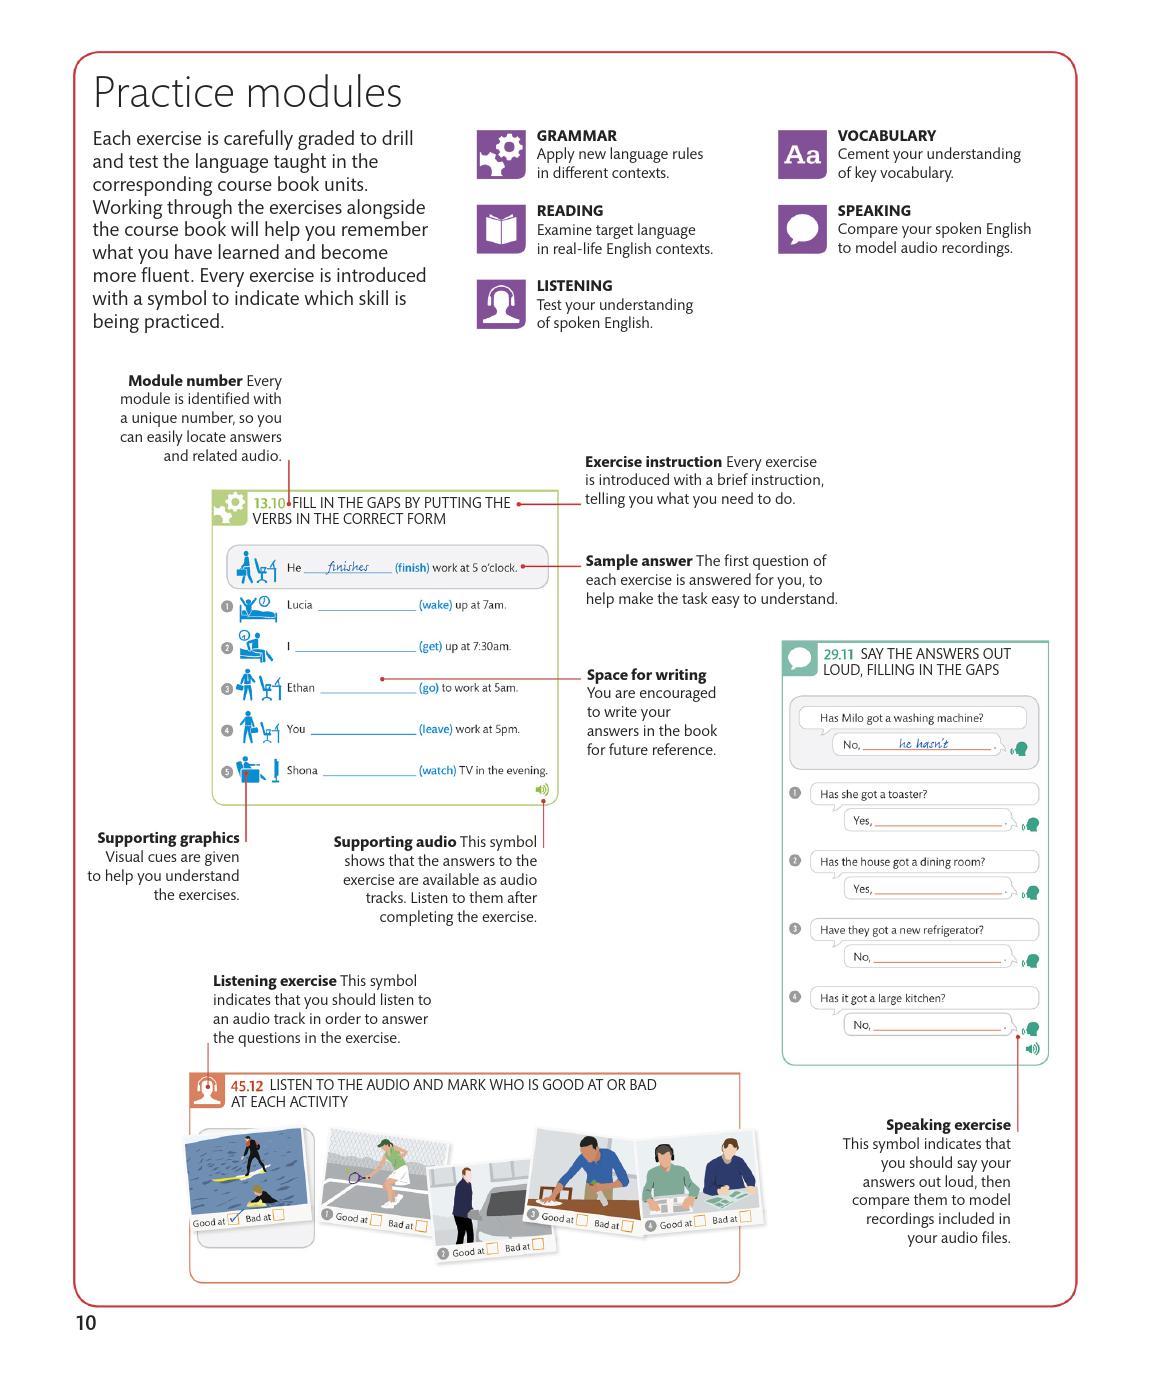 Practice modules
Each exercise is carefully graded to drill
and test the language taught in the
corresponding course book units.
Working through the exercises alongside
the course book will help you remember
what you have learned and become
more fluent. Every exercise is introduced
with a symbol to indicate which skill is
being practiced.
GRAMMAR
Apply new language rules
in different contexts.
READING
Examine target language
in real-life English contexts.
LISTENING
Test your understanding
of spoken English.
Aa
VOCABULARY
Cement your understanding
of key vocabulary.
SPEAKING
Compare your spoken English
to model audio recordings.
Module number Every
module is identified with
a unique number, so you
can easily locate answers
and related audio.
Exercise instruction Every exercise
is introduced with a brief instruction,
telling you what you need to do.
13.10 FILL IN THE GAPS BY PUTTING THE
VERBS IN THE CORRECT FORM
He finishes (finish) work at 5 o'clock.
1 Lucia ____ (wake) up at 7am.
2 I ____ (get) up at 7:30am.
3 Ethan ____ (go) to work at 5am.
4 You ____ (leave) work at 5pm.
5 Shona ____ (watch) TV in the evening.
Sample answer The first question of
each exercise is answered for you, to
help make the task easy to understand.
Space for writing
You are encouraged
to write your
answers in the book
for future reference.
Supporting graphics
Visual cues are given
to help you understand
the exercises.
Supporting audio This symbol
shows that the answers to the
exercise are available as audio
tracks. Listen to them after
completing the exercise.
29.11 SAY THE ANSWERS OUT
LOUD, FILLING IN THE GAPS
Has Milo got a washing machine?
No, he hasn't .
1 Has she got a toaster?
Yes, ____ .
2 Has the house got a dining room?
Yes, ____ .
3 Have they got a new refrigerator?
No, ____ .
4 Has it got a large kitchen?
No, ____ .
Listening exercise This symbol
indicates that you should listen to
an audio track in order to answer
the questions in the exercise.
45.12 LISTEN TO THE AUDIO AND MARK WHO IS GOOD AT OR BAD
AT EACH ACTIVITY
Good at Bad at
1 Good at Bad at
2 Good at Bad at
3 Good at Bad at
4 Good at Bad at
Speaking exercise
This symbol indicates that
you should say your
answers out loud, then
compare them to model
recordings included in
your audio files.
10